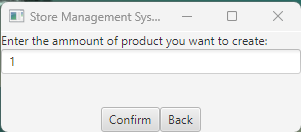 Store Management Sys...
Enter the ammount of product you want to create:
1
Confirm Back